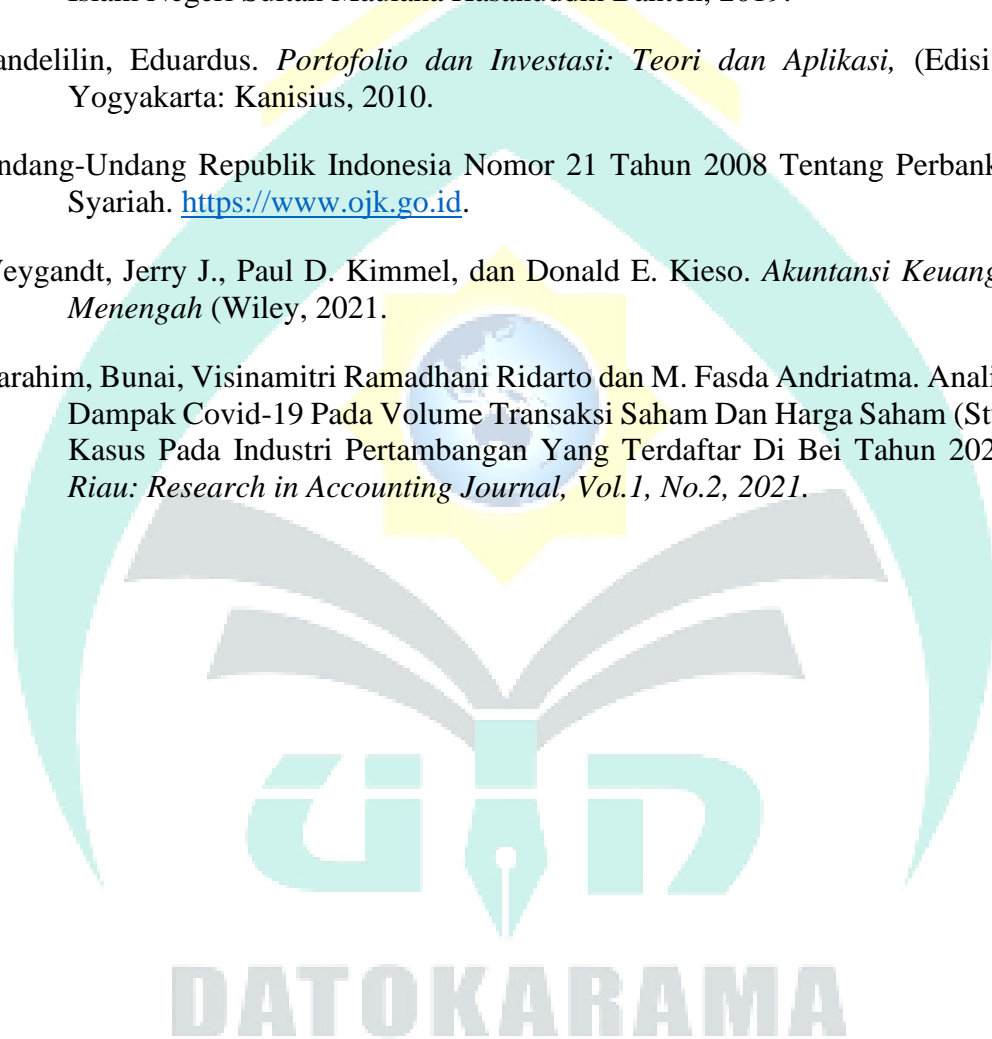 Islam Negeri Sultan Maulana Hasanuddin Banten, 2019.
andelilin, Eduardus. Portofolio dan Investasi: Teori dan Aplikasi, (Edisi
Yogyakarta: Kanisius, 2010.
ndang-Undang Republik Indonesia Nomor 21 Tahun 2008 Tentang Perbank
Syariah. https://www.ojk.go.id.
eygandt, Jerry J., Paul D. Kimmel, dan Donald E. Kieso. Akuntansi Keuang
Menengah (Wiley, 2021.
arahim, Bunai, Visinamitri Ramadhani Ridarto dan M. Fasda Andriatma. Anali
Dampak Covid-19 Pada Volume Transaksi Saham Dan Harga Saham (St
Kasus Pada Industri Pertambangan Yang Terdaftar Di Bei Tahun 202
Riau: Research in Accounting Journal, Vol.1, No.2, 2021.
uin
DATOKARAMA